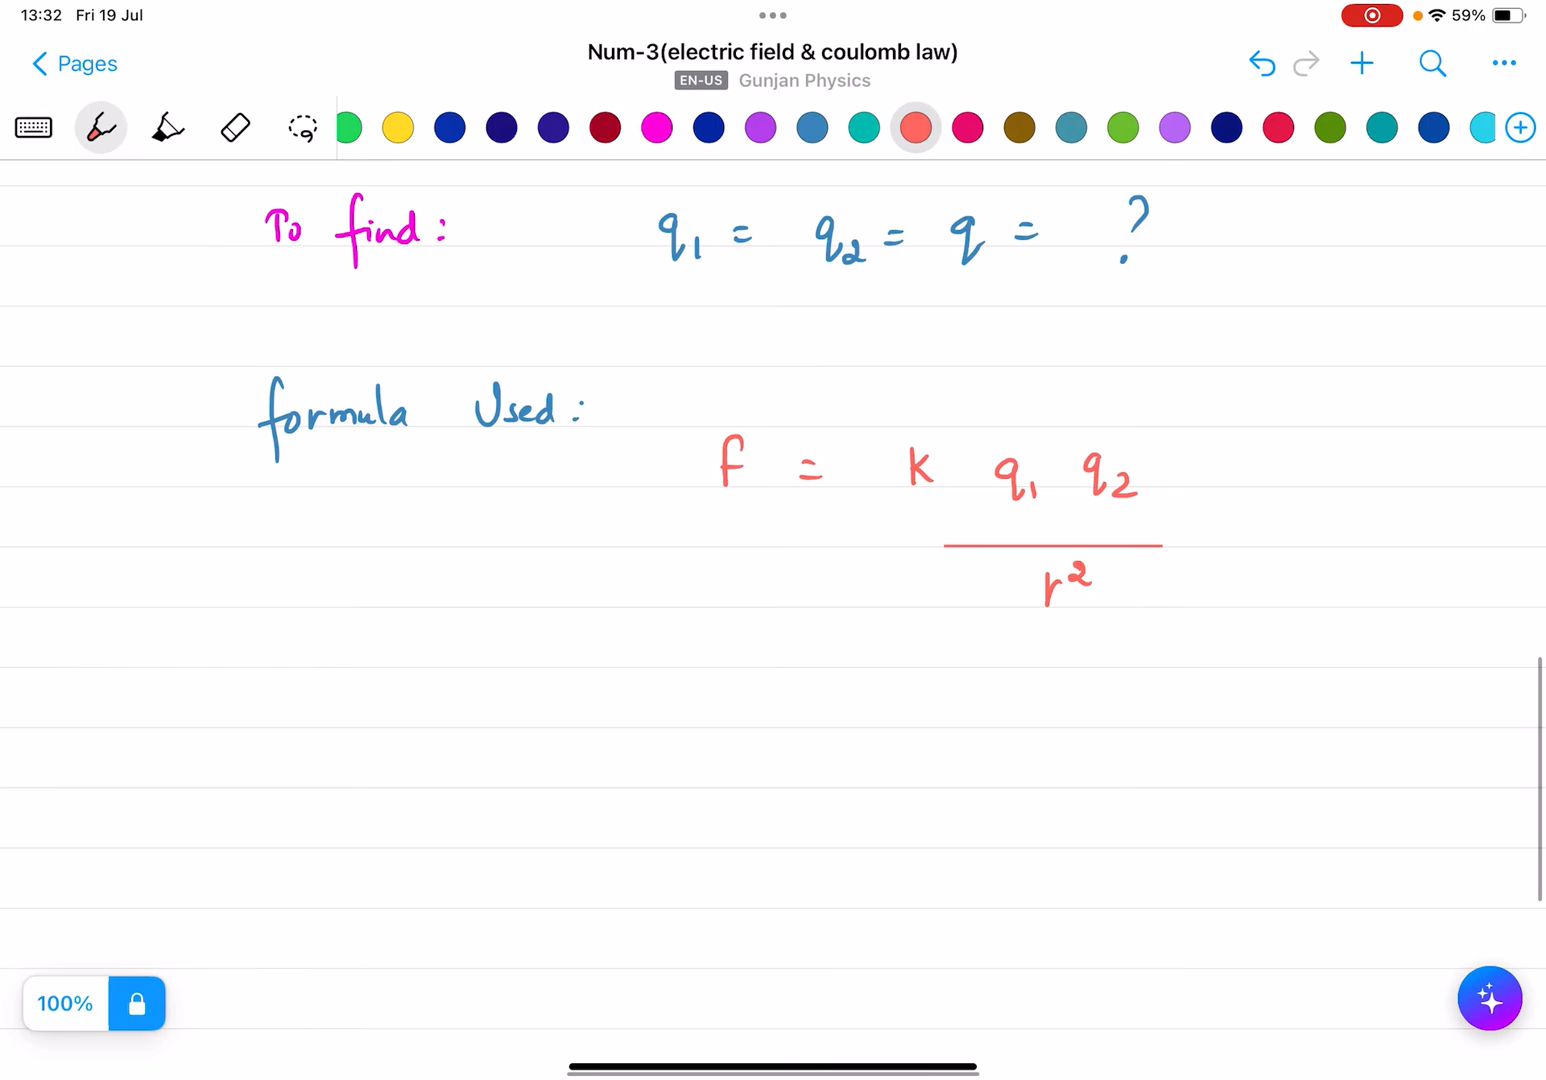 13:32 Fri 19 Jul
59%
Pages
Num-3(electric field & coulomb law)
EN-US Gunjan Physics
To find: q₁ = q₂ = q = ?
formula Used:
F = k q₁ q₂
r²
100%